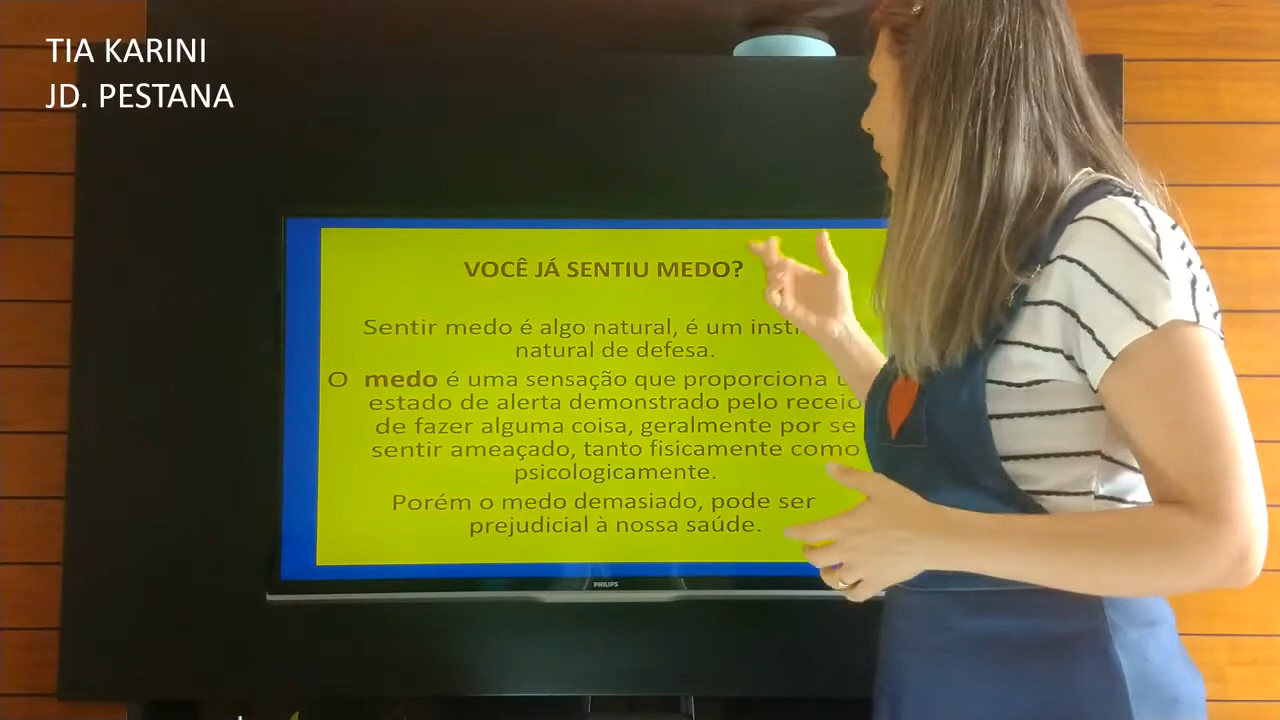 TIA KARINI
JD. PESTANA
VOCÊ JÁ SENTIU MEDO?
Sentir medo é algo natural, é um
natural de defesa.
O medo é uma sensação que proporciona
estado de alerta demonstrado pelo receio
de fazer alguma coisa, geralmente por se
sentir ameaçado, tanto fisicamente como
psicologicamente.
Porém o medo demasiado, pode ser
prejudicial à nossa saúde.
PHILIPS